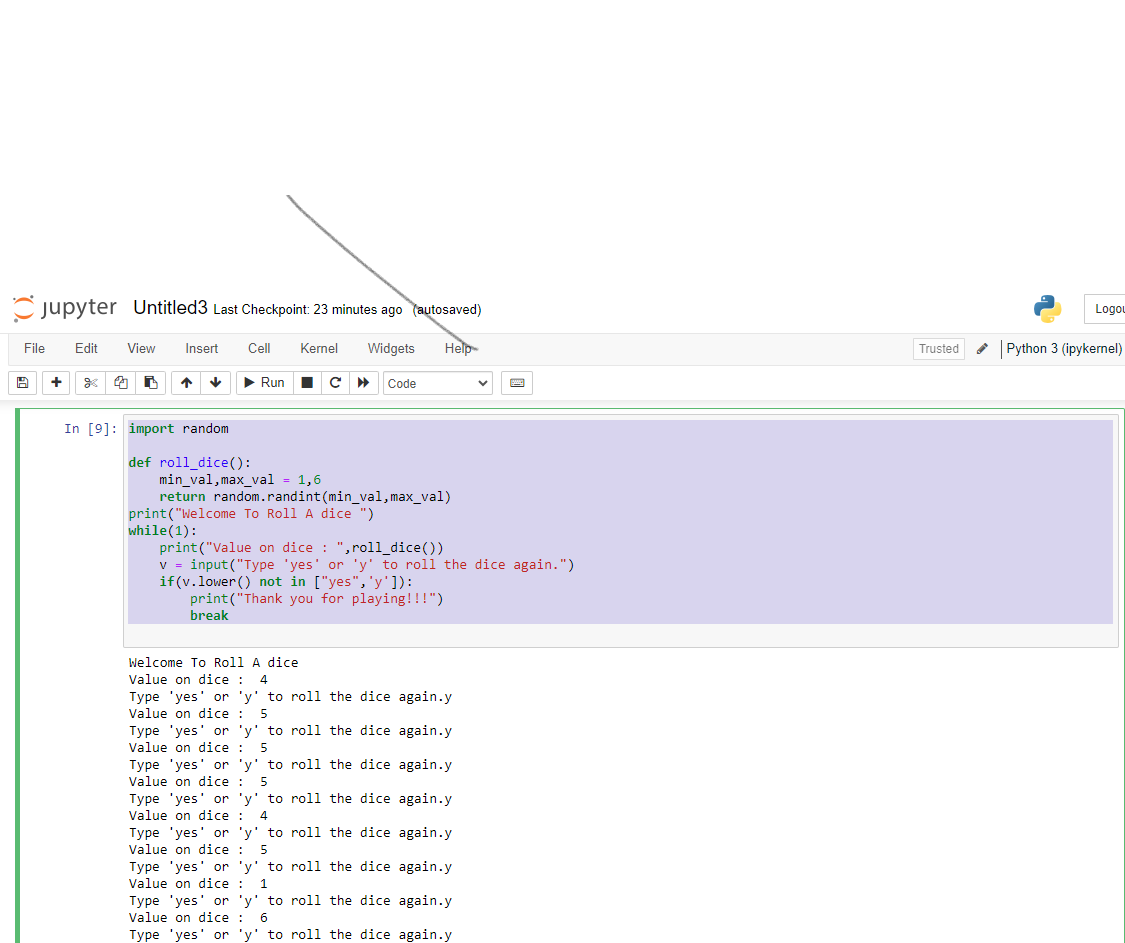 jupyter Untitled3 Last Checkpoint: 23 minutes ago (autosaved)
Logou
File Edit View Insert Cell Kernel Widgets Help
Trusted Python 3 (ipykernel)
Run Code
In [9]: import random
def roll_dice():
    min_val,max_val = 1,6
    return random.randint(min_val,max_val)
print("Welcome To Roll A dice ")
while(1):
    print("Value on dice : ",roll_dice())
    v = input("Type 'yes' or 'y' to roll the dice again.")
    if(v.lower() not in ["yes",'y']):
        print("Thank you for playing!!!")
        break
Welcome To Roll A dice
Value on dice :  4
Type 'yes' or 'y' to roll the dice again.y
Value on dice :  5
Type 'yes' or 'y' to roll the dice again.y
Value on dice :  5
Type 'yes' or 'y' to roll the dice again.y
Value on dice :  5
Type 'yes' or 'y' to roll the dice again.y
Value on dice :  4
Type 'yes' or 'y' to roll the dice again.y
Value on dice :  5
Type 'yes' or 'y' to roll the dice again.y
Value on dice :  1
Type 'yes' or 'y' to roll the dice again.y
Value on dice :  6
Type 'yes' or 'y' to roll the dice again.y